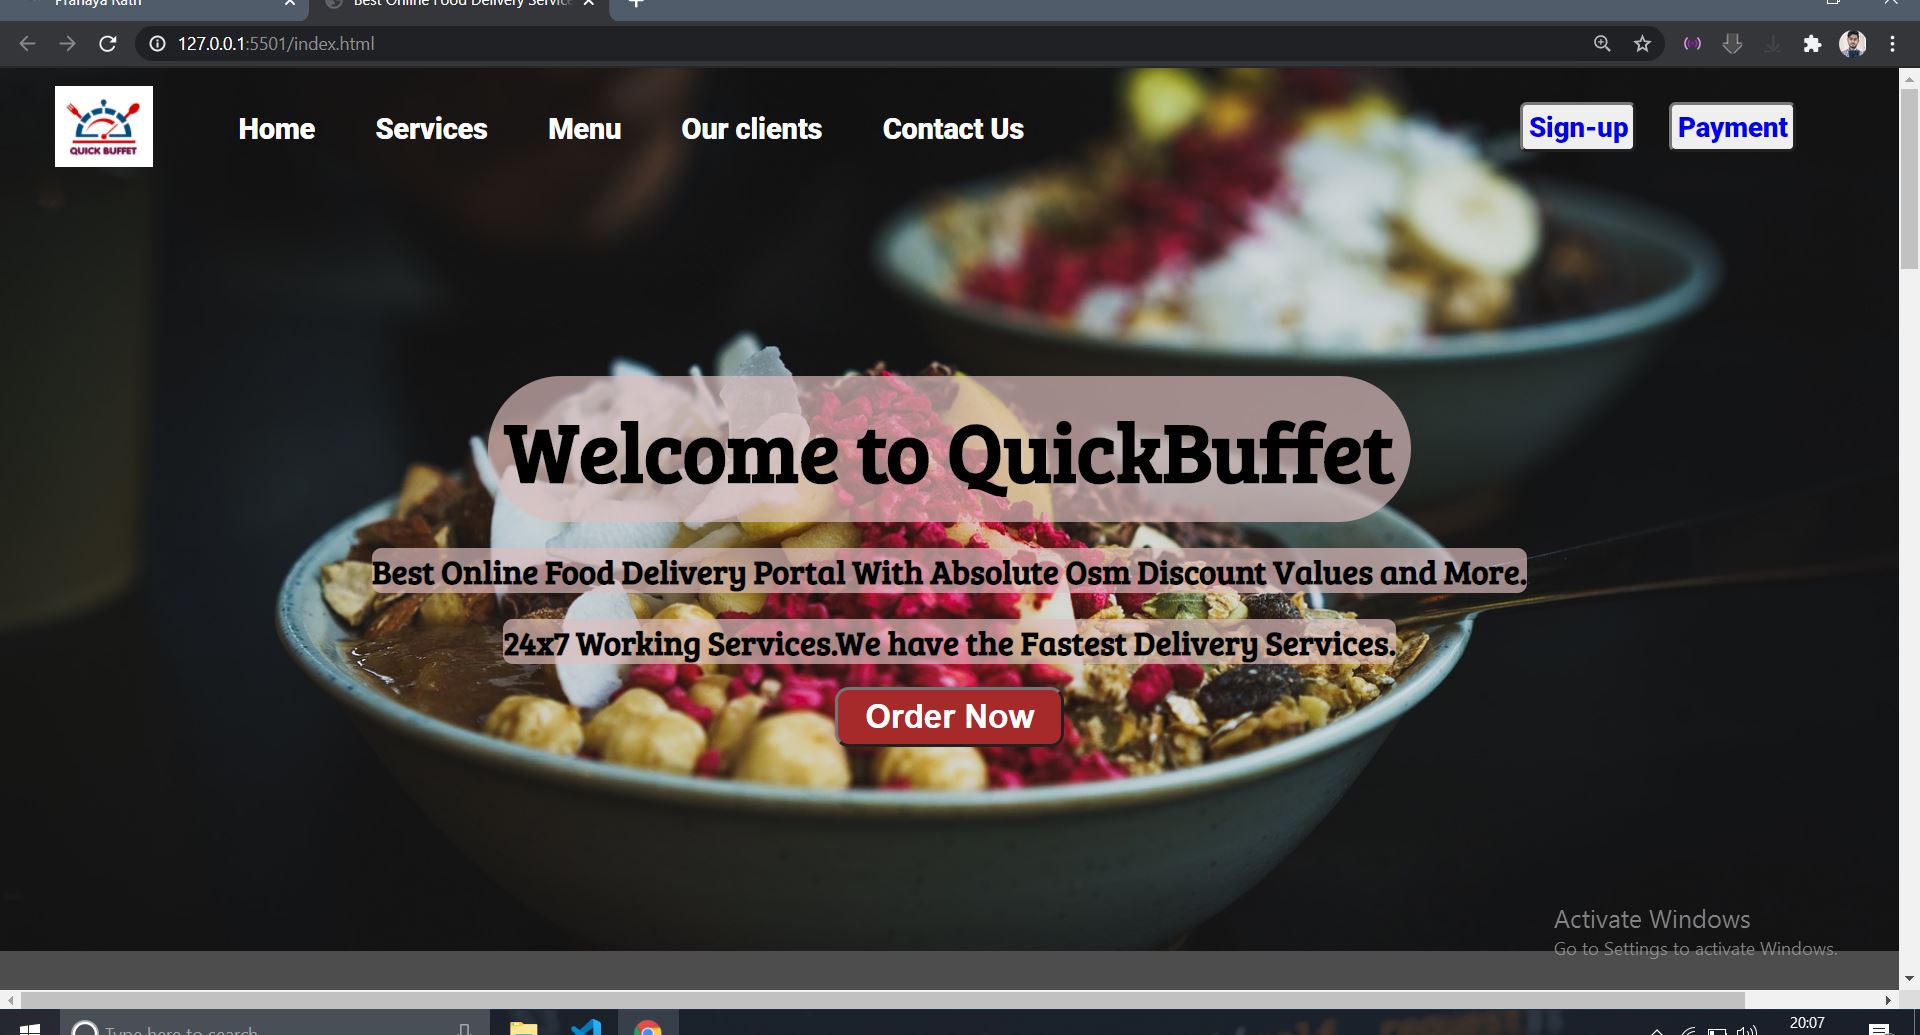 Pranaya Rath
Best Online Food Delivery Service
127.0.0.1:5501/index.html
QUICK BUFFET
Home
Services
Menu
Our clients
Contact Us
Sign-up
Payment
Welcome to QuickBuffet
Best Online Food Delivery Portal With Absolute Osm Discount Values and More.
24x7 Working Services.We have the Fastest Delivery Services.
Order Now
Activate Windows
Go to Settings to activate Windows.
Type here to search
20:07